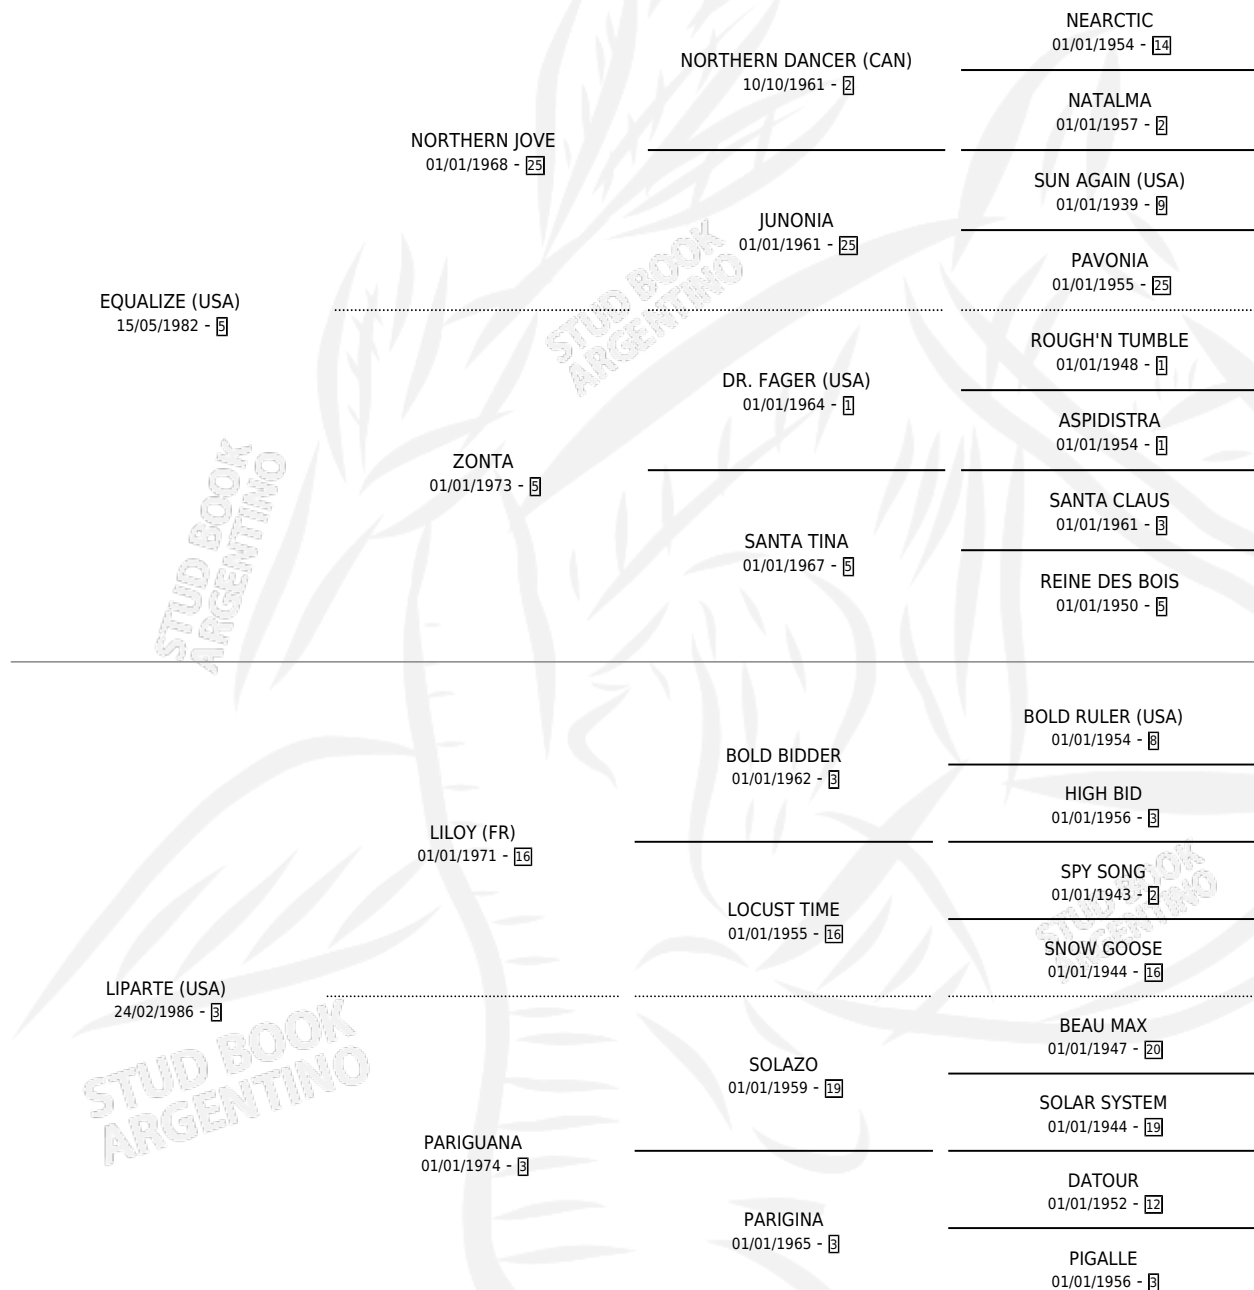 NEARCTIC
01/01/1954 - 14
NORTHERN DANCER (CAN)
10/10/1961 - 2
NATALMA
01/01/1957 - 2
NORTHERN JOVE
01/01/1968 - 25
SUN AGAIN (USA)
01/01/1939 - 9
JUNONIA
01/01/1961 - 25
PAVONIA
01/01/1955 - 25
EQUALIZE (USA)
15/05/1982 - 5
STUD BOOK
ARGENTINO
ROUGH'N TUMBLE
01/01/1948 - 1
DR. FAGER (USA)
01/01/1964 - 1
ASPIDISTRA
01/01/1954 - 1
ZONTA
01/01/1973 - 5
SANTA CLAUS
01/01/1961 - 3
SANTA TINA
01/01/1967 - 5
REINE DES BOIS
01/01/1950 - 5
STUD BOOK
ARGENTINO
BOLD RULER (USA)
01/01/1954 - 8
BOLD BIDDER
01/01/1962 - 3
HIGH BID
01/01/1956 - 3
LILOY (FR)
01/01/1971 - 16
SPY SONG
01/01/1943 - 2
STUD BOOK
ARGENTINO
LOCUST TIME
01/01/1955 - 16
SNOW GOOSE
01/01/1944 - 16
LIPARTE (USA)
24/02/1986 - 3
STUD BOOK
ARGENTINO
BEAU MAX
01/01/1947 - 20
SOLAZO
01/01/1959 - 19
SOLAR SYSTEM
01/01/1944 - 19
PARIGUANA
01/01/1974 - 3
DATOUR
01/01/1952 - 12
PARIGINA
01/01/1965 - 3
PIGALLE
01/01/1956 - 3